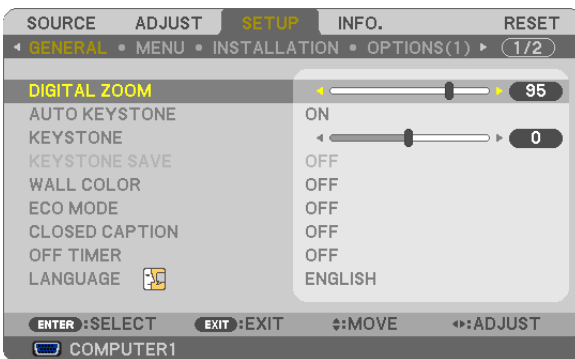 SOURCE ADJUST SETUP INFO. RESET
GENERAL • MENU • INSTALLATION • OPTIONS(1) 1/2
DIGITAL ZOOM 95
AUTO KEYSTONE ON
KEYSTONE 0
KEYSTONE SAVE OFF
WALL COLOR OFF
ECO MODE OFF
CLOSED CAPTION OFF
OFF TIMER OFF
LANGUAGE ENGLISH
ENTER :SELECT EXIT :EXIT :MOVE :ADJUST
COMPUTER1